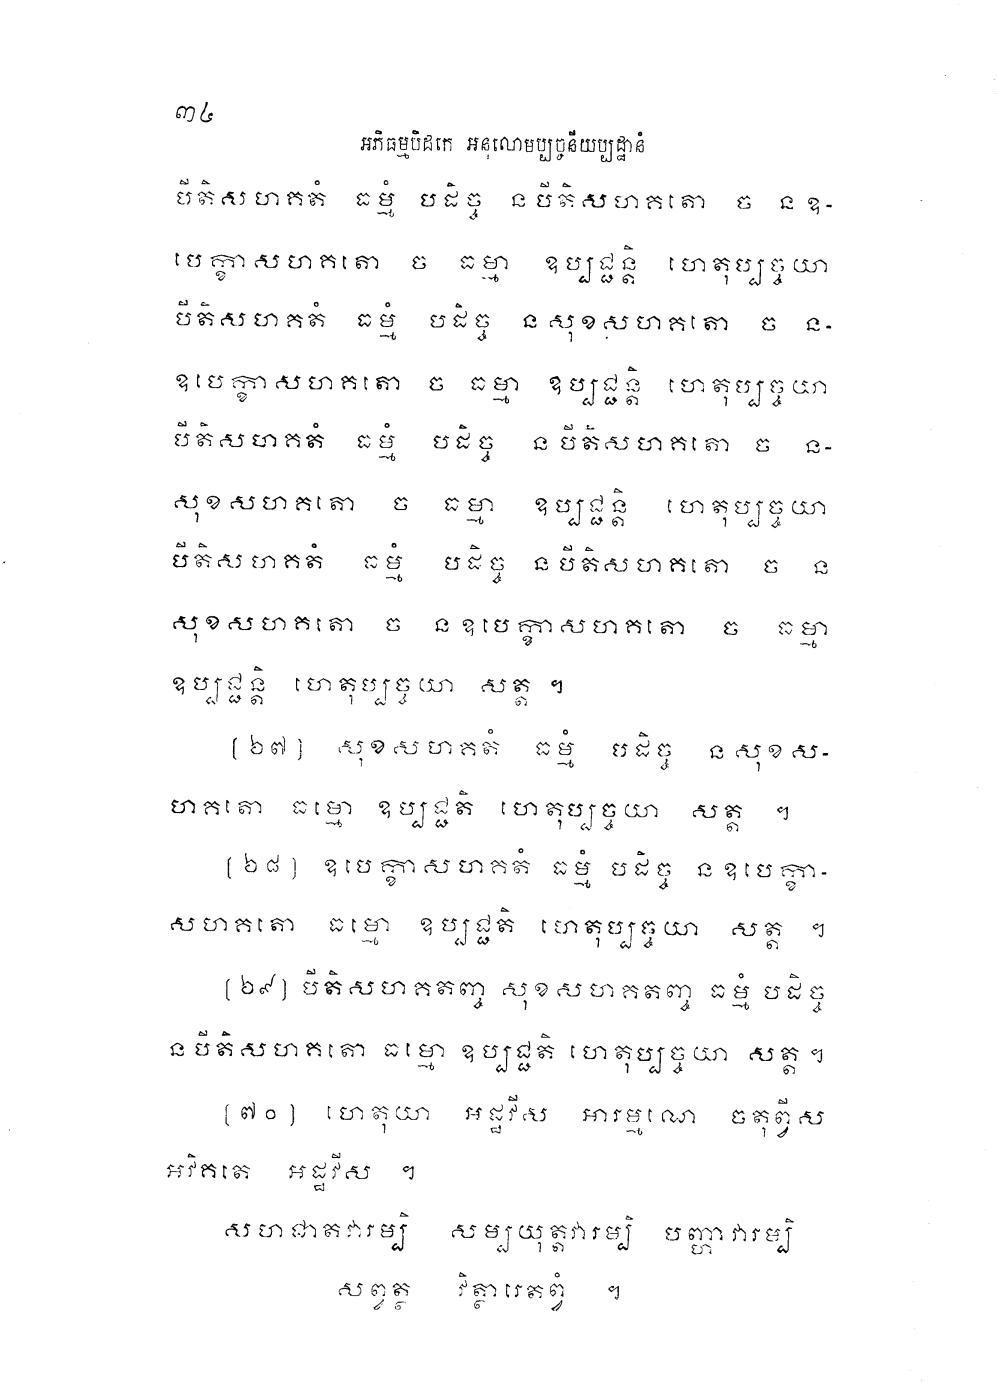 ៣៤
អភិធម្មបិដកេ អនុលោមប្បច្ចនីយប្បដ្ឋានំ
បីតិសហគតំ ធម្មំ បដិច្ច នបីតិសហគតោ ច នឧ-
បេក្ខាសហគតោ ច ធម្មា ឧប្បជ្ជន្តិ ហេតុប្បច្ចយា
បីតិសហគតំ ធម្មំ បដិច្ច នសុខសហគតោ ច ន-
ឧបេក្ខាសហគតោ ច ធម្មា ឧប្បជ្ជន្តិ ហេតុប្បច្ចយា
បីតិសហគតំ ធម្មំ បដិច្ច នបីតិសហគតោ ច ន-
សុខសហគតោ ច ធម្មា ឧប្បជ្ជន្តិ ហេតុប្បច្ចយា
បីតិសហគតំ ធម្មំ បដិច្ច នបីតិសហគតោ ច ន
សុខសហគតោ ច នឧបេក្ខាសហគតោ ច ធម្មា
ឧប្បជ្ជន្តិ ហេតុប្បច្ចយា សត្ត ។
[៦៧] សុខសហគតំ ធម្មំ បដិច្ច នសុខស-
ហគតោ ធម្មោ ឧប្បជ្ជតិ ហេតុប្បច្ចយា សត្ត ។
[៦៨] ឧបេក្ខាសហគតំ ធម្មំ បដិច្ច នឧបេក្ខា-
សហគតោ ធម្មោ ឧប្បជ្ជតិ ហេតុប្បច្ចយា សត្ត ។
[៦៩] បីតិសហគតញ្ច សុខសហគតញ្ច ធម្មំ បដិច្ច
នបីតិសហគតោ ធម្មោ ឧប្បជ្ជតិ ហេតុប្បច្ចយា សត្ត ។
[៧០] ហេតុយា អដ្ឋវីស អារម្មណេ ចតុព្វីស
អវិគតេ អដ្ឋវីស ។
សហជាតវារម្បិ សម្បយុត្តវារម្បិ បញ្ហាវារម្បិ
សព្វត្ថ វិត្ថារេតព្វំ ។